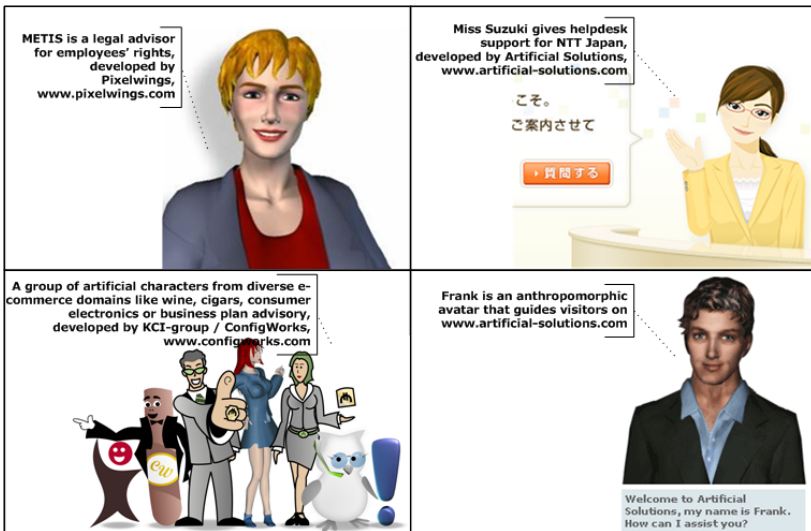 METIS is a legal advisor
for employees' rights,
developed by
Pixelwings,
www.pixelwings.com
Miss Suzuki gives helpdesk
support for NTT Japan,
developed by Artificial Solutions,
www.artificial-solutions.com
こそ。
ご案内させて
質問する
A group of artificial characters from diverse e-
commerce domains like wine, cigars, consumer
electronics or business plan advisory,
developed by KCI-group / ConfigWorks,
www.configworks.com
CW
Frank is an anthropomorphic
avatar that guides visitors on
www.artificial-solutions.com
Welcome to Artificial
Solutions, my name is Frank.
How can I assist you?